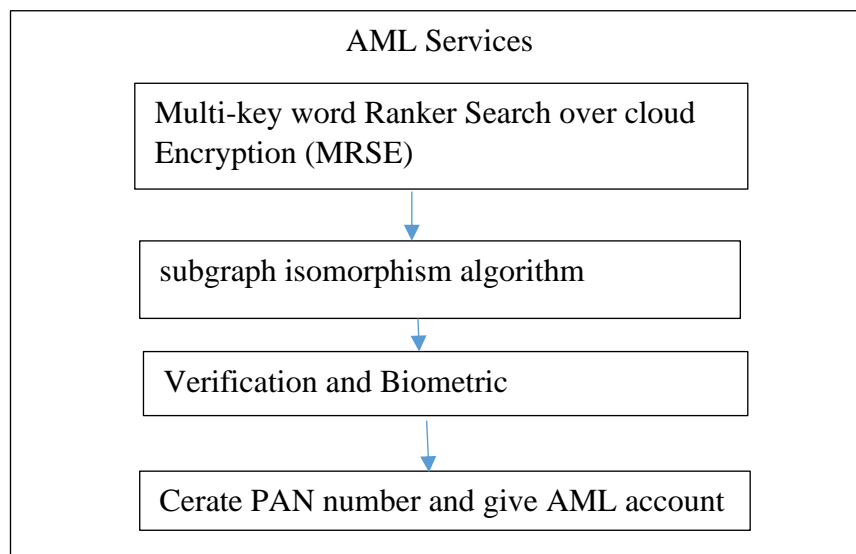 AML Services
Multi-key word Ranker Search over cloud
Encryption (MRSE)
subgraph isomorphism algorithm
Verification and Biometric
Cerate PAN number and give AML account